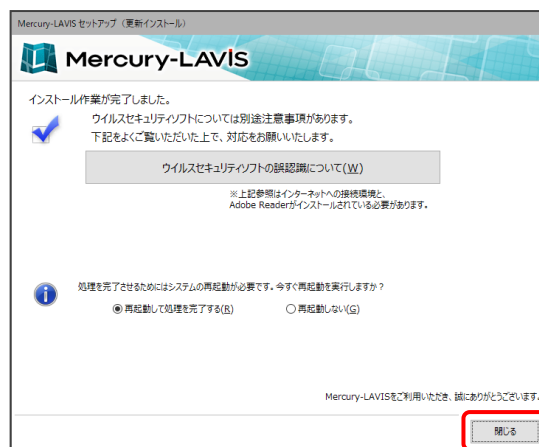 Mercury-LAVIS セットアップ（更新インストール）
Mercury-LAVIS
インストール作業が完了しました。
ウイルスセキュリティソフトについては別途注意事項があります。
下記をよくご覧いただいた上で、対応をお願いいたします。
ウイルスセキュリティソフトの誤認識について(W)
※上記参照はインターネットへの接続環境と、
Adobe Readerがインストールされている必要があります。
処理を完了させるためにはシステムの再起動が必要です。今すぐ再起動を実行しますか？
再起動して処理を完了する(R) 再起動しない(G)
Mercury-LAVISをご利用いただき、誠にありがとうございます。
閉じる